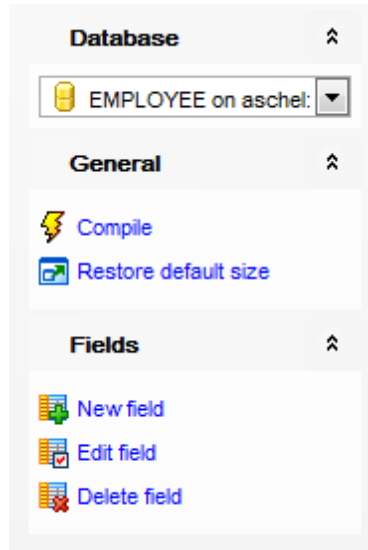 Database
EMPLOYEE on aschel:
General
Compile
Restore default size
Fields
New field
Edit field
Delete field